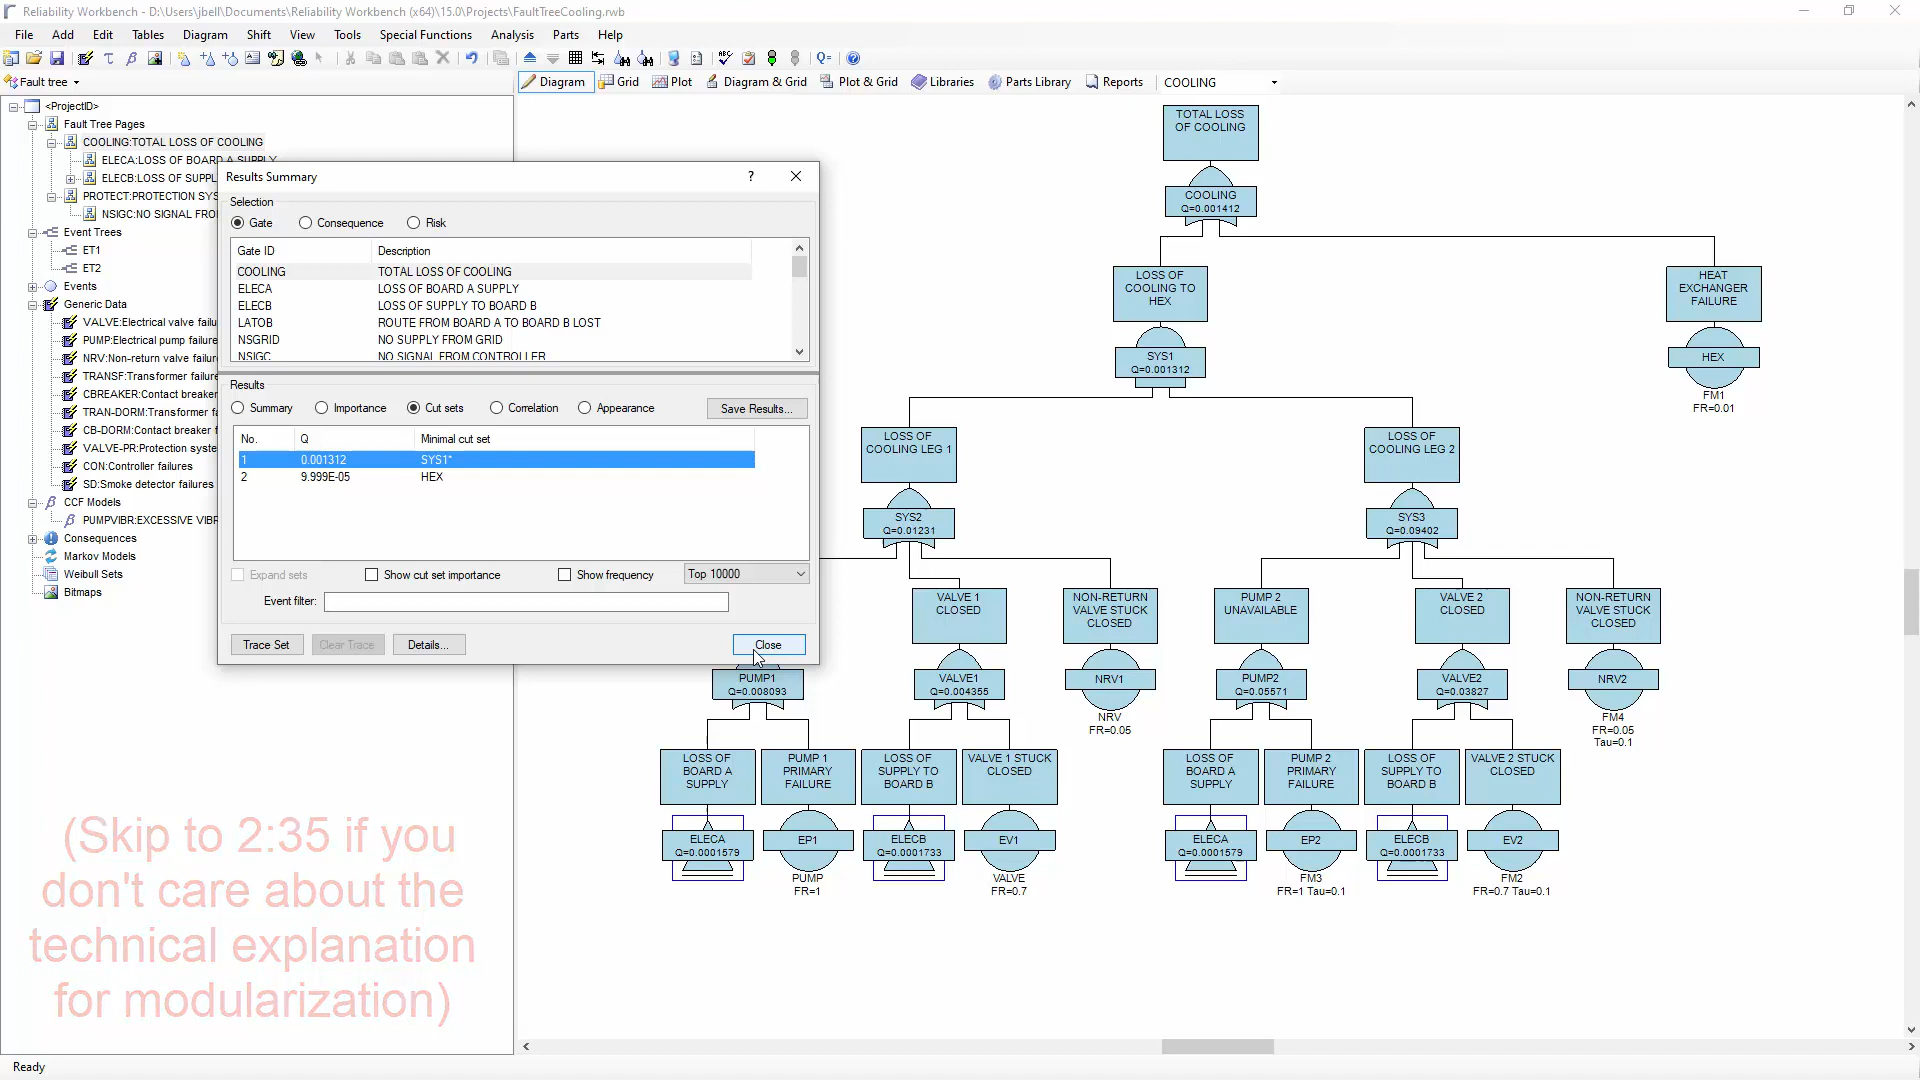 Reliability Workbench - D:\Users\jbell\Documents\Reliability Workbench (x64)\15.0\Projects\FaultTreeCooling.rwb
File Add Edit Tables Diagram Shift View Tools Special Functions Analysis Parts Help
Fault tree
Diagram Grid Plot Diagram & Grid Plot & Grid Libraries Parts Library Reports COOLING
<ProjectID>
Fault Tree Pages
COOLING:TOTAL LOSS OF COOLING
ELECA:LOSS OF BOARD A SUPPLY
ELECB:LOSS OF SUPPL
PROTECT:PROTECTION SYS
NSIGC:NO SIGNAL FRO
Event Trees
ET1
ET2
Events
Generic Data
VALVE:Electrical valve failu
PUMP:Electrical pump failure
NRV:Non-return valve failure
TRANSF:Transformer failure
CBREAKER:Contact breaker
TRAN-DORM:Transformer f
CB-DORM:Contact breaker f
VALVE-PR:Protection syste
CON:Controller failures
SD:Smoke detector failures
CCF Models
PUMPVIBR:EXCESSIVE VIBR
Consequences
Markov Models
Weibull Sets
Bitmaps
Results Summary
?
Selection
Gate Consequence Risk
Gate ID Description
COOLING TOTAL LOSS OF COOLING
ELECA LOSS OF BOARD A SUPPLY
ELECB LOSS OF SUPPLY TO BOARD B
LATOB ROUTE FROM BOARD A TO BOARD B LOST
NSGRID NO SUPPLY FROM GRID
NSIGC NO SIGNAL FROM CONTROLLER
Results
Summary Importance Cut sets Correlation Appearance Save Results...
No. Q Minimal cut set
1 0.001312 SYS1*
2 9.999E-05 HEX
Expand sets Show cut set importance Show frequency Top 10000
Event filter:
Trace Set Clear Trace Details... Close
TOTAL LOSS
OF COOLING
COOLING
Q=0.001412
LOSS OF
COOLING TO
HEX
SYS1
Q=0.001312
HEAT
EXCHANGER
FAILURE
HEX
FM1
FR=0.01
LOSS OF
COOLING LEG 1
SYS2
Q=0.01231
LOSS OF
COOLING LEG 2
SYS3
Q=0.09402
PUMP1
Q=0.008093
VALVE 1
CLOSED
VALVE1
Q=0.004355
NON-RETURN
VALVE STUCK
CLOSED
NRV1
NRV
FR=0.05
PUMP 2
UNAVAILABLE
PUMP2
Q=0.05571
VALVE 2
CLOSED
VALVE2
Q=0.03827
NON-RETURN
VALVE STUCK
CLOSED
NRV2
FM4
FR=0.05
Tau=0.1
LOSS OF
BOARD A
SUPPLY
ELECA
Q=0.0001579
PUMP 1
PRIMARY
FAILURE
EP1
PUMP
FR=1
LOSS OF
SUPPLY TO
BOARD B
ELECB
Q=0.0001733
VALVE 1 STUCK
CLOSED
EV1
VALVE
FR=0.7
LOSS OF
BOARD A
SUPPLY
ELECA
Q=0.0001579
PUMP 2
PRIMARY
FAILURE
EP2
FM3
FR=1 Tau=0.1
LOSS OF
SUPPLY TO
BOARD B
ELECB
Q=0.0001733
VALVE 2 STUCK
CLOSED
EV2
FM2
FR=0.7 Tau=0.1
(Skip to 2:35 if you
don't care about the
technical explanation
for modularization)
Ready